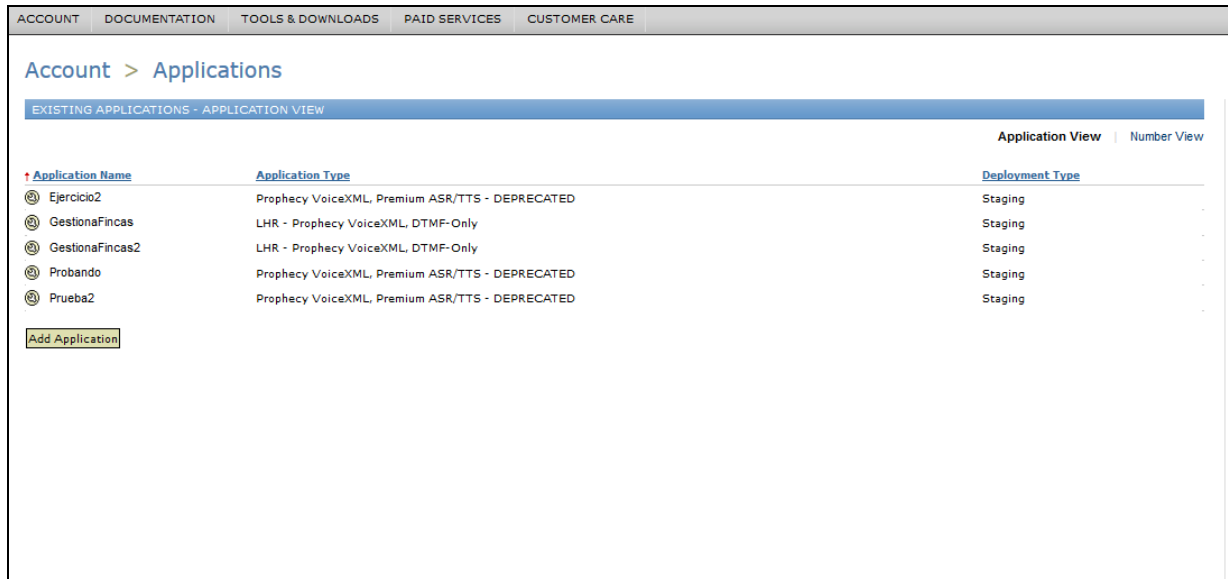 ACCOUNT DOCUMENTATION TOOLS & DOWNLOADS PAID SERVICES CUSTOMER CARE
Account > Applications
EXISTING APPLICATIONS - APPLICATION VIEW
Application View | Number View
↑ Application Name Application Type Deployment Type
Ejercicio2 Prophecy VoiceXML, Premium ASR/TTS - DEPRECATED Staging
GestionaFincas LHR - Prophecy VoiceXML, DTMF-Only Staging
GestionaFincas2 LHR - Prophecy VoiceXML, DTMF-Only Staging
Probando Prophecy VoiceXML, Premium ASR/TTS - DEPRECATED Staging
Prueba2 Prophecy VoiceXML, Premium ASR/TTS - DEPRECATED Staging
Add Application